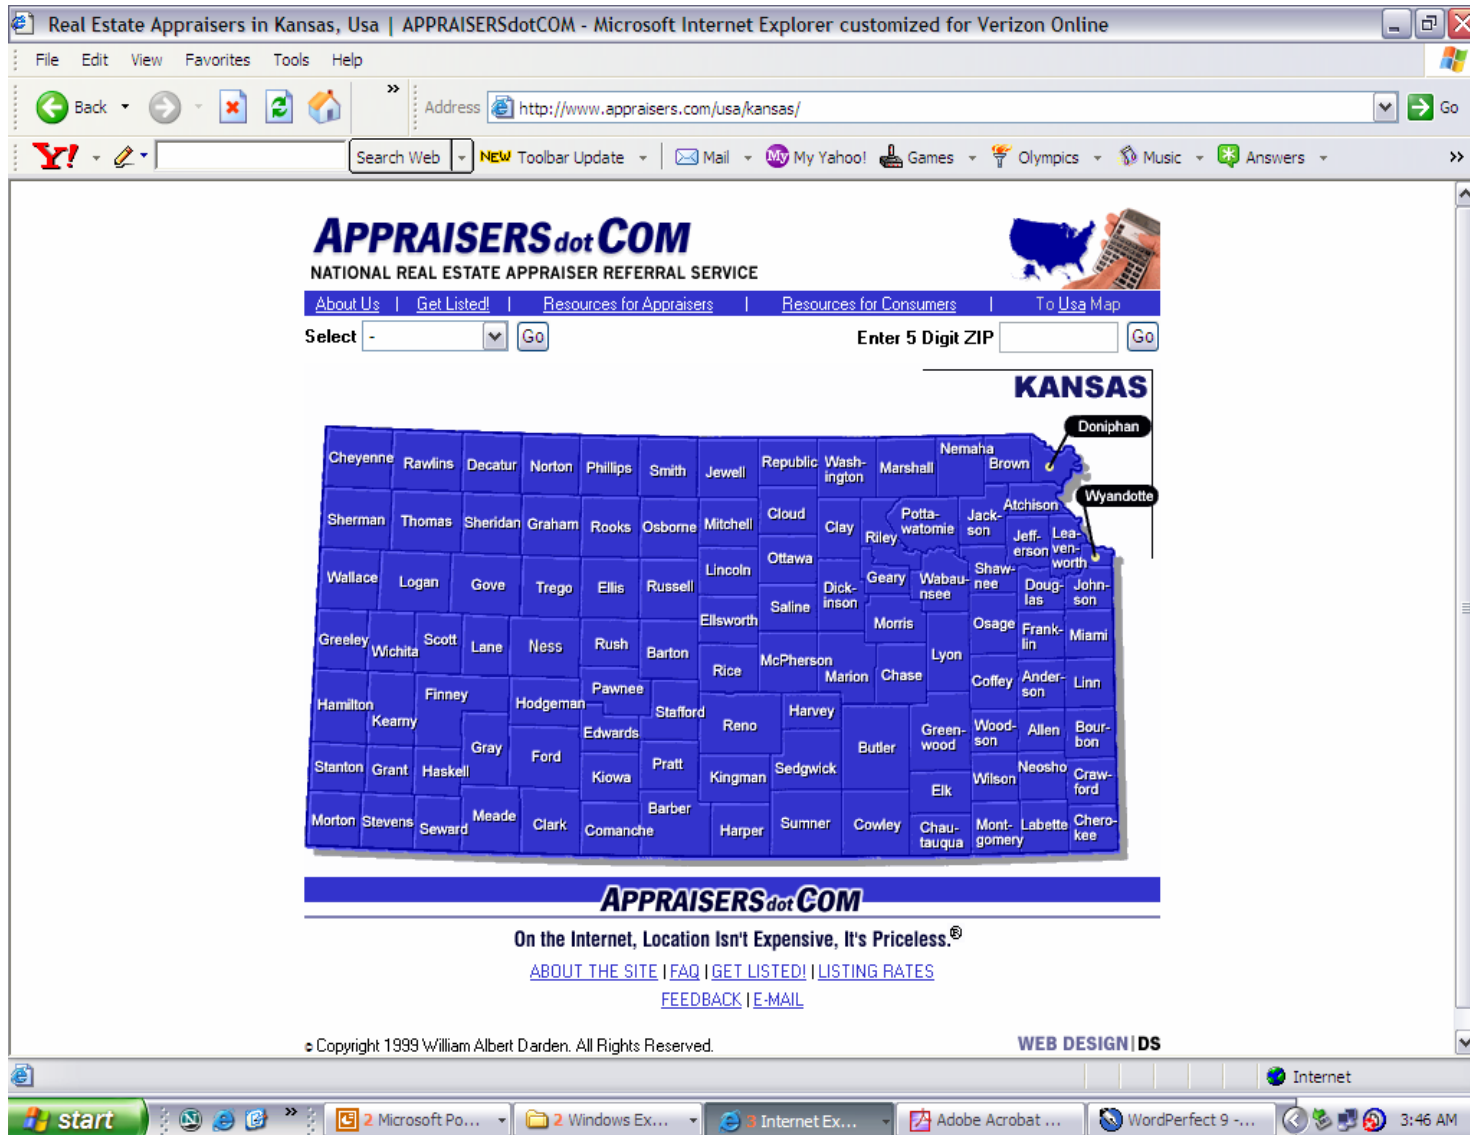 Real Estate Appraisers in Kansas, Usa | APPRAISERSdotCOM - Microsoft Internet Explorer customized for Verizon Online
File Edit View Favorites Tools Help
Back » Address http://www.appraisers.com/usa/kansas/ Go
Y! Search Web NEW Toolbar Update Mail My My Yahoo! Games Olympics Music Answers »
APPRAISERSdotCOM
NATIONAL REAL ESTATE APPRAISER REFERRAL SERVICE
About Us | Get Listed! | Resources for Appraisers | Resources for Consumers | To Usa Map
Select - Go Enter 5 Digit ZIP Go
KANSAS
Doniphan
Cheyenne Rawlins Decatur Norton Phillips Smith Jewell Republic Wash-
ington Marshall Nemaha Brown
Wyandotte
Sherman Thomas Sheridan Graham Rooks Osborne Mitchell Cloud Clay Riley Potta-
watomie Jack-
son Atchison
Jeff-
erson Lea-
ven-
worth
Wallace Logan Gove Trego Ellis Russell Lincoln Ottawa
Saline Dick-
inson Geary Wabau-
nsee Shaw-
nee Doug-
las John-
son
Greeley Wichita Scott Lane Ness Rush Barton Ellsworth
Rice McPherson Marion Morris Chase Lyon Osage Frank-
lin Miami
Hamilton Kearny Finney Hodgeman Pawnee Stafford Reno Harvey Coffey Ander-
son Linn
Gray Ford Edwards Butler Green-
wood Wood-
son Allen Bour-
bon
Stanton Grant Haskell Kiowa Pratt Kingman Sedgwick Elk Wilson Neosho Craw-
ford
Morton Stevens Seward Meade Clark Comanche Barber Harper Sumner Cowley Chau-
tauqua Mont-
gomery Labette Chero-
kee
APPRAISERSdotCOM
On the Internet, Location Isn't Expensive, It's Priceless.®
ABOUT THE SITE | FAQ | GET LISTED! | LISTING RATES
FEEDBACK | E-MAIL
© Copyright 1999 William Albert Darden. All Rights Reserved. WEB DESIGN|DS
Internet
start » 2 Microsoft Po... 2 Windows Ex... 3 Internet Ex... Adobe Acrobat ... WordPerfect 9 -... 3:46 AM